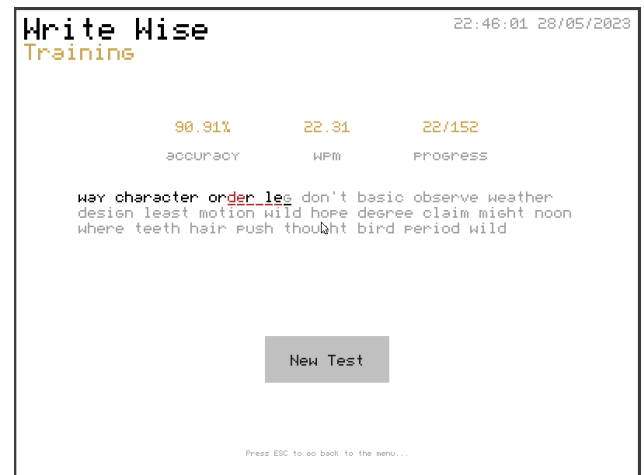 Write Wise
22:46:01 28/05/2023
Training
90.91% 22.31 22/152
accuracy wpm progress
way character order leg don't basic observe weather
design least motion wild hope degree claim might noon
where teeth hair push thought bird period wild
New Test
Press ESC to go back to the menu...